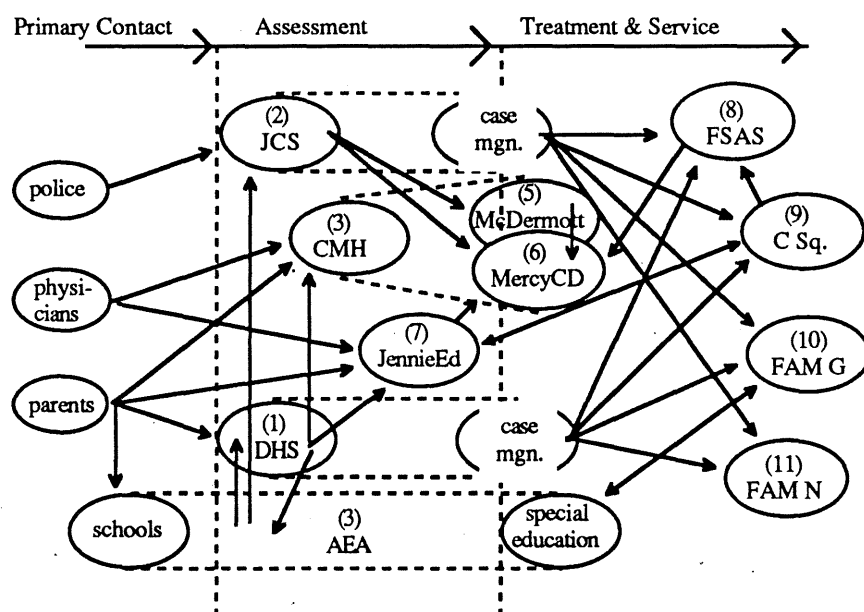 Primary Contact
Assessment
Treatment & Service
(2)
JCS
case
mgn.
(8)
FSAS
police
(5)
McDermott
(3)
CMH
(9)
C Sq.
(6)
MercyCD
physi-
cians
(7)
JennieEd
(10)
FAM G
parents
(1)
DHS
case
mgn.
(11)
FAM N
schools
(3)
AEA
special
education